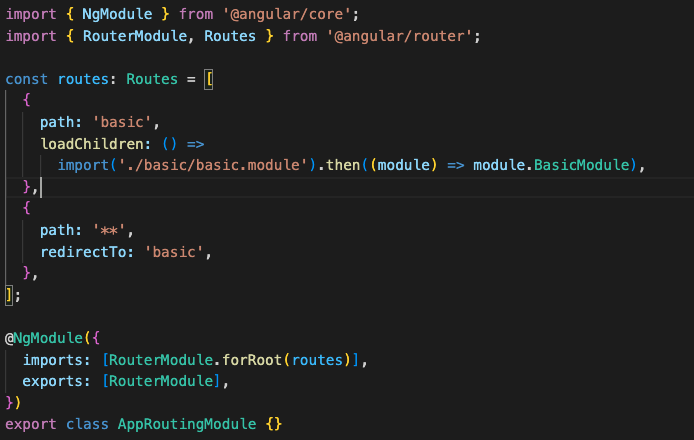 import { NgModule } from '@angular/core';
import { RouterModule, Routes } from '@angular/router';

const routes: Routes = [
  {
    path: 'basic',
    loadChildren: () =>
      import('./basic/basic.module').then((module) => module.BasicModule),
  },
  {
    path: '**',
    redirectTo: 'basic',
  },
];

@NgModule({
  imports: [RouterModule.forRoot(routes)],
  exports: [RouterModule],
})
export class AppRoutingModule {}